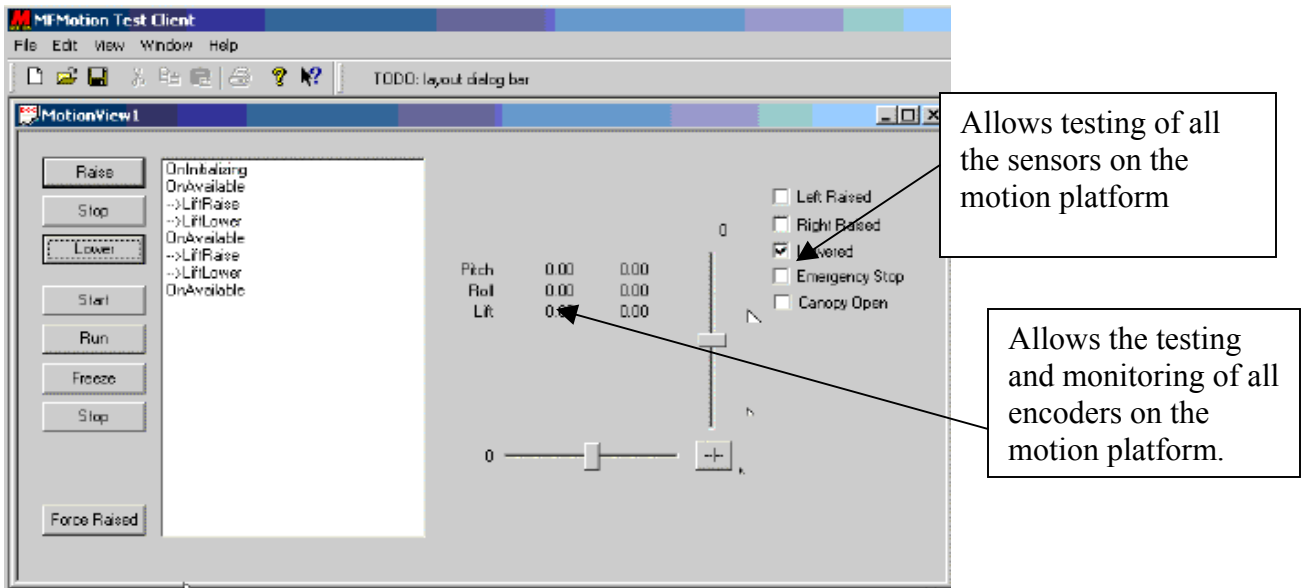 MFMotion Test Client
File Edit View Window Help
TODO: layout dialog bar
MotionView1
Raise
Stop
Lower
Start
Run
Freeze
Stop
Force Raised
OnInitializing
OnAvailable
-->LiftRaise
-->LiftLower
OnAvailable
-->LiftRaise
-->LiftLower
OnAvailable
Pitch 0.00 0.00
Roll 0.00 0.00
Lift 0.00
0
0
Left Raised
Right Raised
Lowered
Emergency Stop
Canopy Open
Allows testing of all
the sensors on the
motion platform
Allows the testing
and monitoring of all
encoders on the
motion platform.